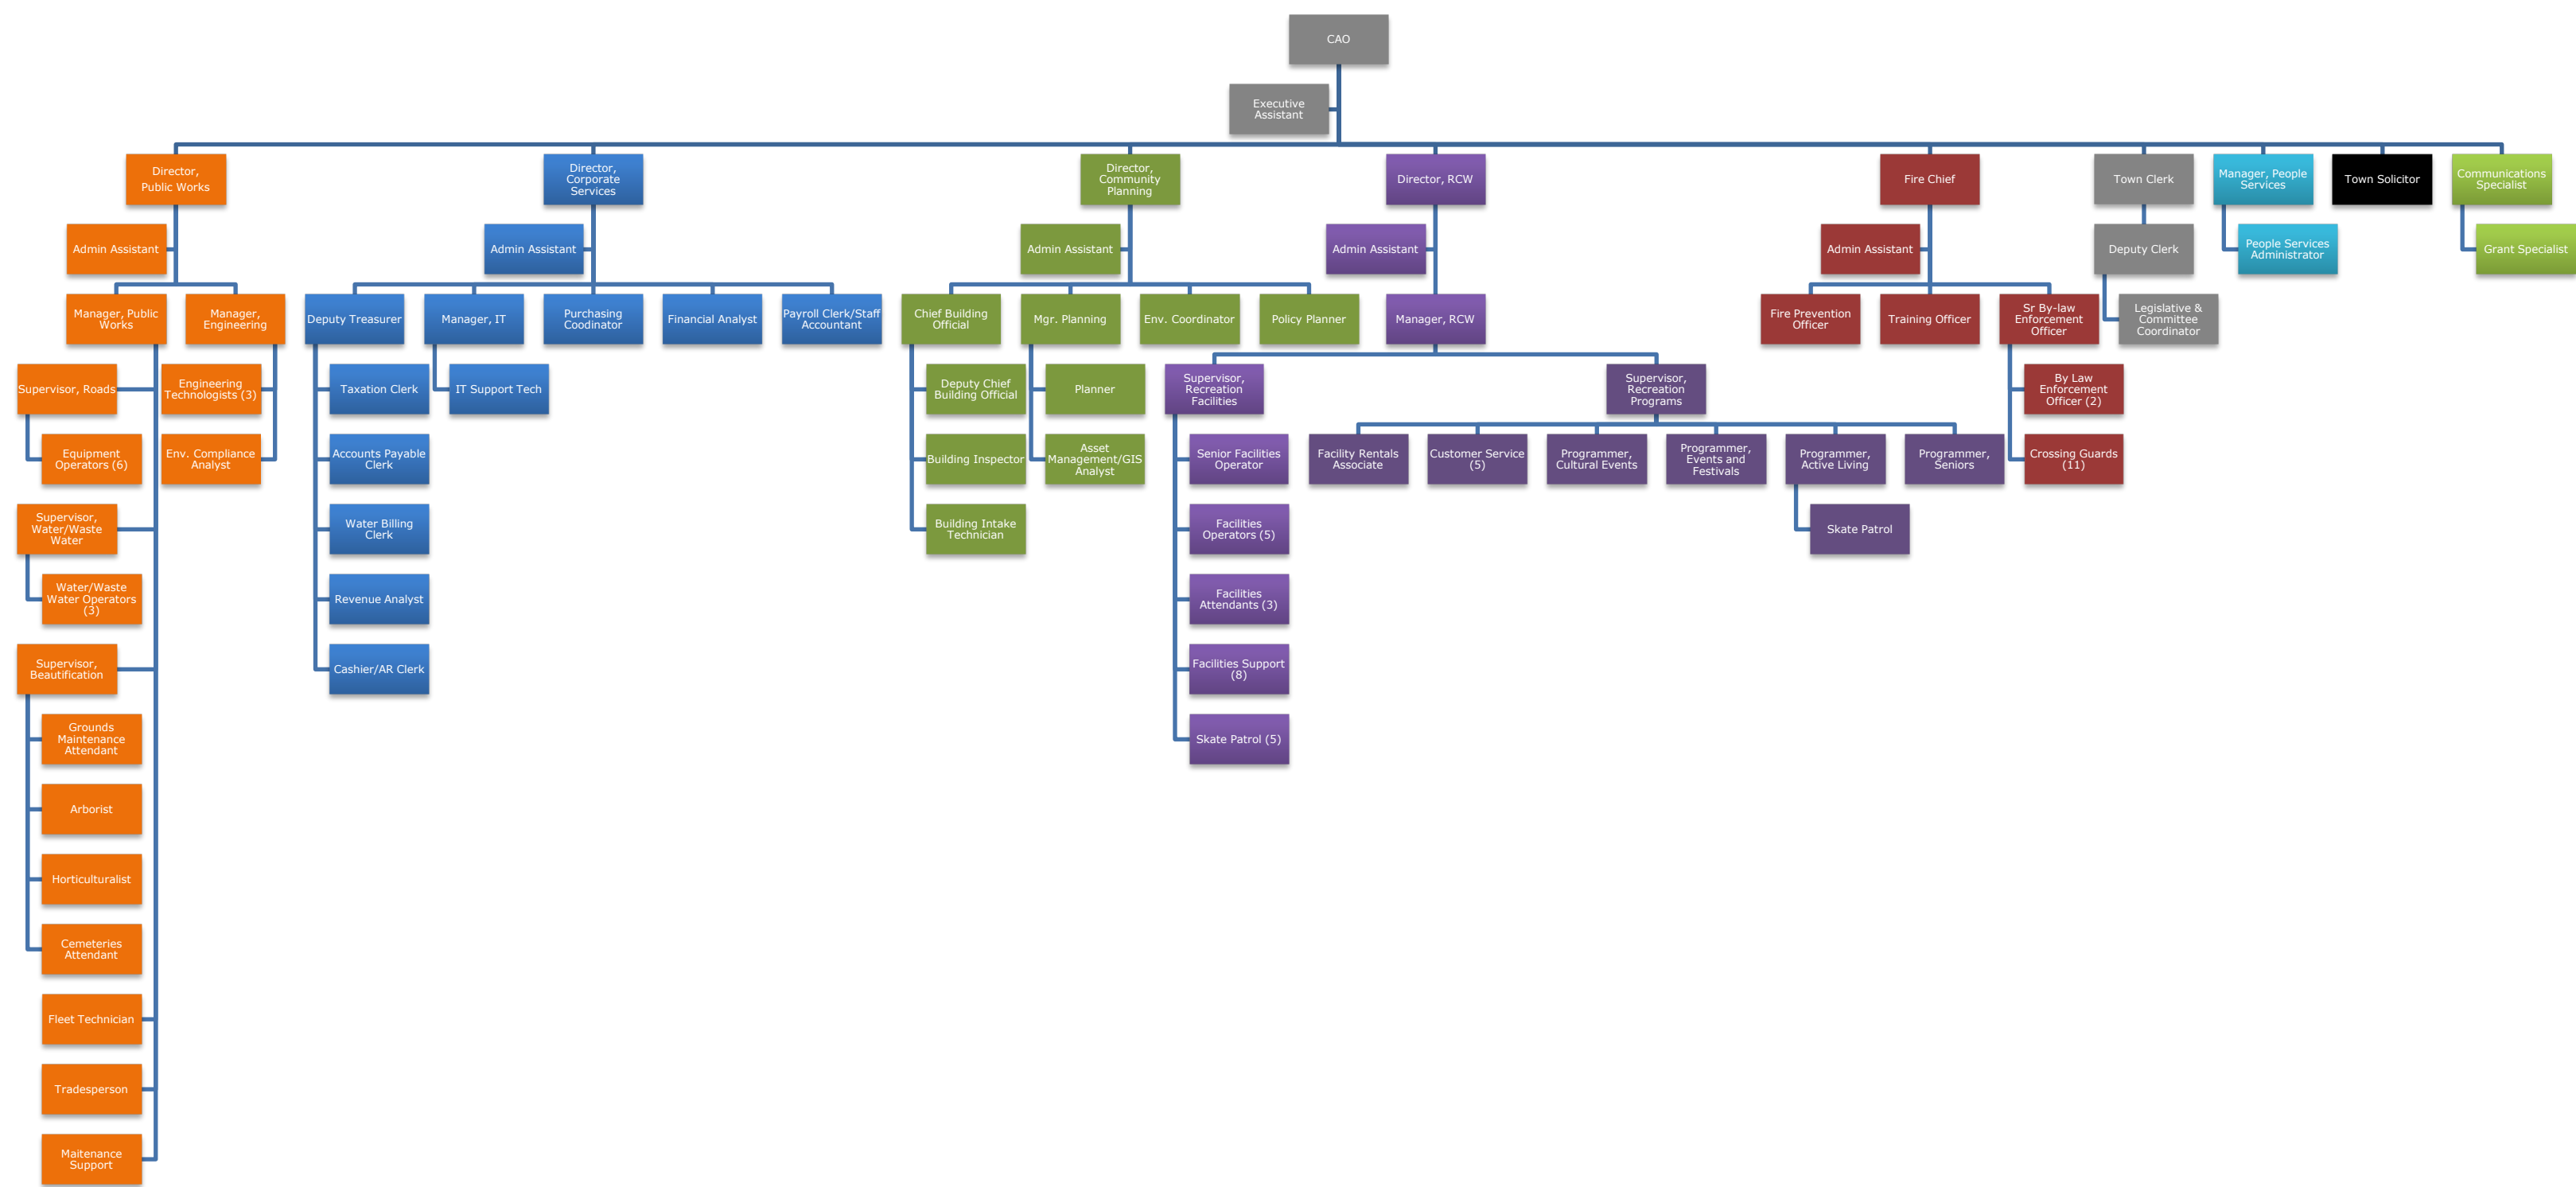 CAO
Executive
Assistant
Director,
Public Works
Director,
Corporate
Services
Director,
Community
Planning
Director, RCW
Fire Chief
Town Clerk
Manager, People
Services
Town Solicitor
Communications
Specialist
Admin Assistant
Admin Assistant
Admin Assistant
Admin Assistant
Admin Assistant
Deputy Clerk
People Services
Administrator
Grant Specialist
Manager, Public
Works
Manager,
Engineering
Deputy Treasurer
Manager, IT
Purchasing
Coodinator
Financial Analyst
Payroll Clerk/Staff
Accountant
Chief Building
Official
Mgr. Planning
Env. Coordinator
Policy Planner
Manager, RCW
Fire Prevention
Officer
Training Officer
Sr By-law
Enforcement
Officer
Legislative &
Committee
Coordinator
Supervisor, Roads
Engineering
Technologists (3)
Taxation Clerk
IT Support Tech
Deputy Chief
Building Official
Planner
Supervisor,
Recreation
Facilities
Supervisor,
Recreation
Programs
By Law
Enforcement
Officer (2)
Equipment
Operators (6)
Env. Compliance
Analyst
Accounts Payable
Clerk
Building Inspector
Asset
Management/GIS
Analyst
Senior Facilities
Operator
Facility Rentals
Associate
Customer Service
(5)
Programmer,
Cultural Events
Programmer,
Events and
Festivals
Programmer,
Active Living
Programmer,
Seniors
Crossing Guards
(11)
Supervisor,
Water/Waste
Water
Water Billing
Clerk
Building Intake
Technician
Facilities
Operators (5)
Skate Patrol
Water/Waste
Water Operators
(3)
Revenue Analyst
Facilities
Attendants (3)
Supervisor,
Beautification
Cashier/AR Clerk
Facilities Support
(8)
Grounds
Maintenance
Attendant
Skate Patrol (5)
Arborist
Horticulturalist
Cemeteries
Attendant
Fleet Technician
Tradesperson
Maitenance
Support